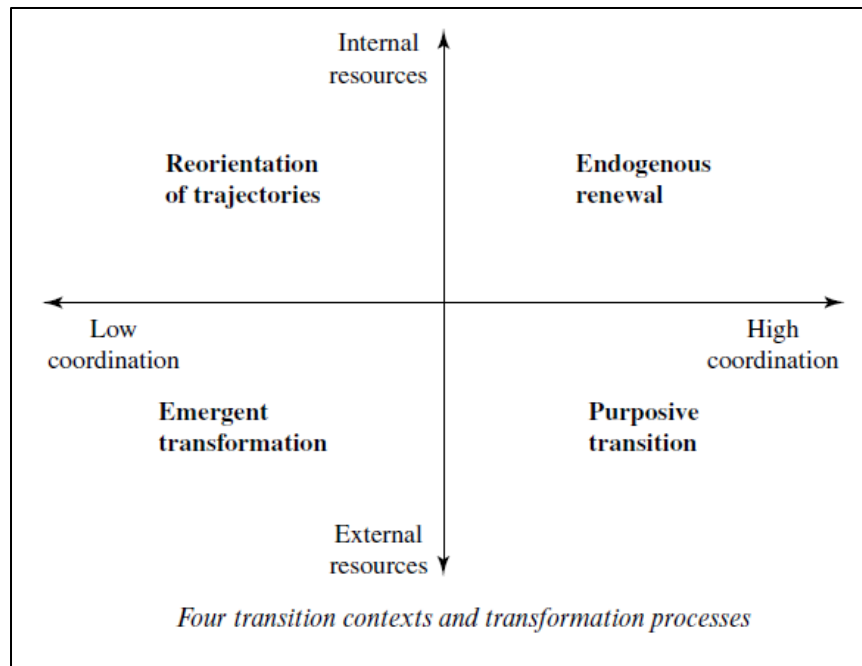 Internal
resources
Reorientation
of trajectories
Endogenous
renewal
Low
coordination
High
coordination
Emergent
transformation
Purposive
transition
External
resources
Four transition contexts and transformation processes